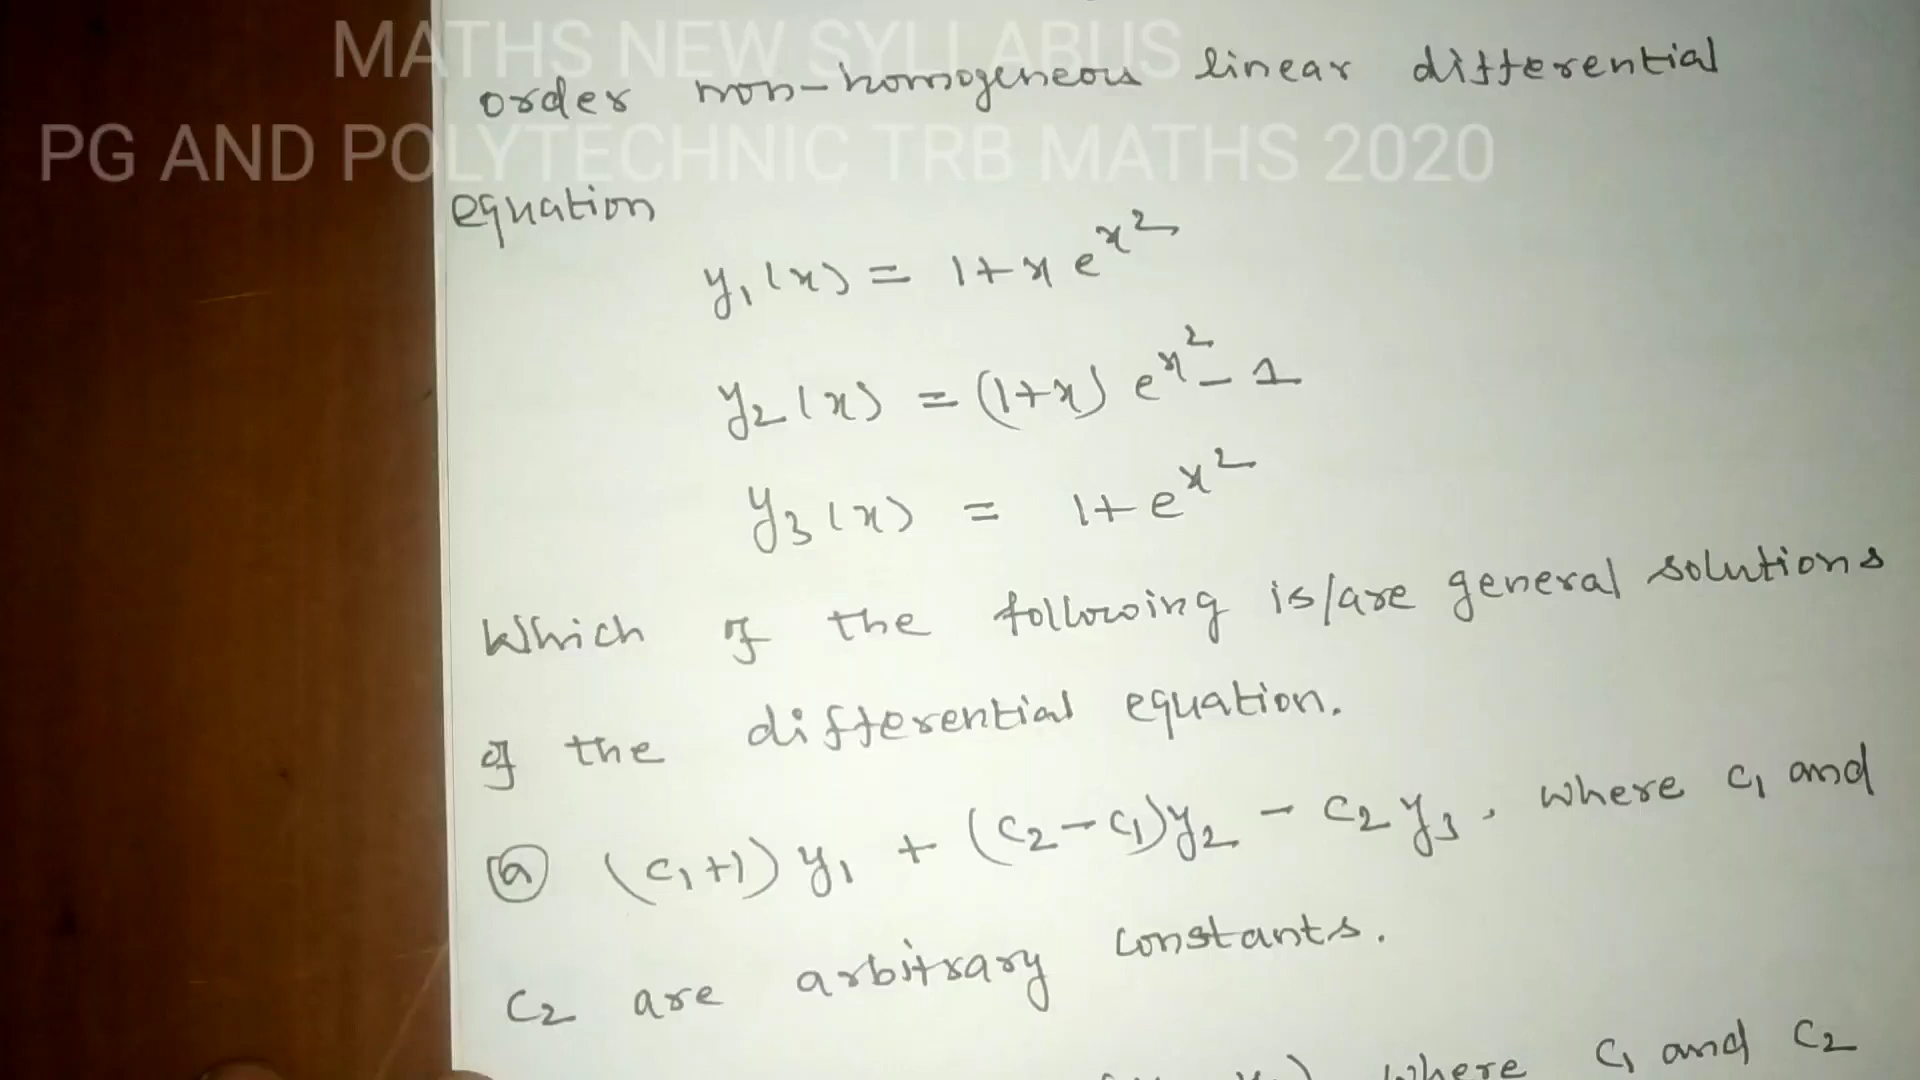 MATHS NEW SYLLABUS
order non-homogeneous linear differential
PG AND POLYTECHNIC TRB MATHS 2020
equation
y₁(x) = 1+x e^x²
y₂(x) = (1+x) e^x² - 1
y₃(x) = 1+e^x²
Which of the following is/are general solutions
of the differential equation.
(a) (c₁+1) y₁ + (c₂-c₁)y₂ - c₂ y₃, where c₁ and
c₂ are arbitrary constants.
where c₁ and c₂